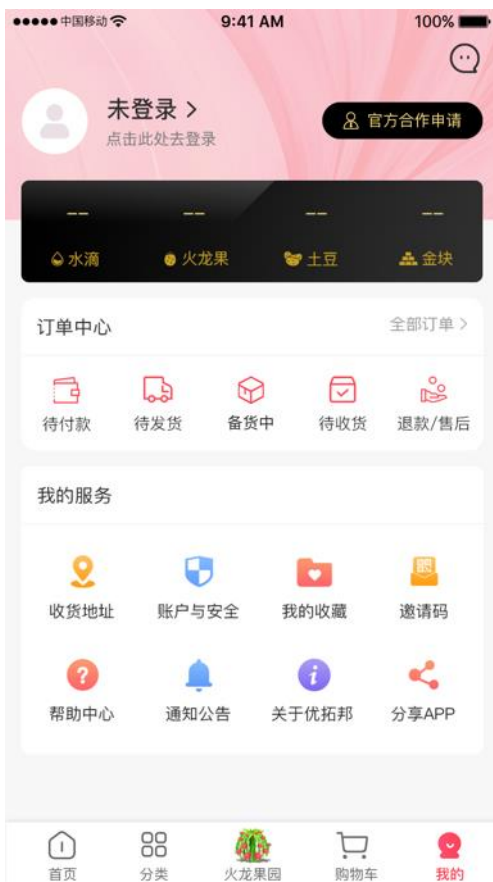 中国移动 9:41 AM 100%
未登录 >
点击此处去登录
官方合作申请
-- -- -- --
水滴 火龙果 土豆 金块
订单中心 全部订单 >
待付款 待发货 备货中 待收货 退款/售后
我的服务
收货地址 账户与安全 我的收藏 邀请码
帮助中心 通知公告 关于优拓邦 分享APP
首页 分类 火龙果园 购物车 我的